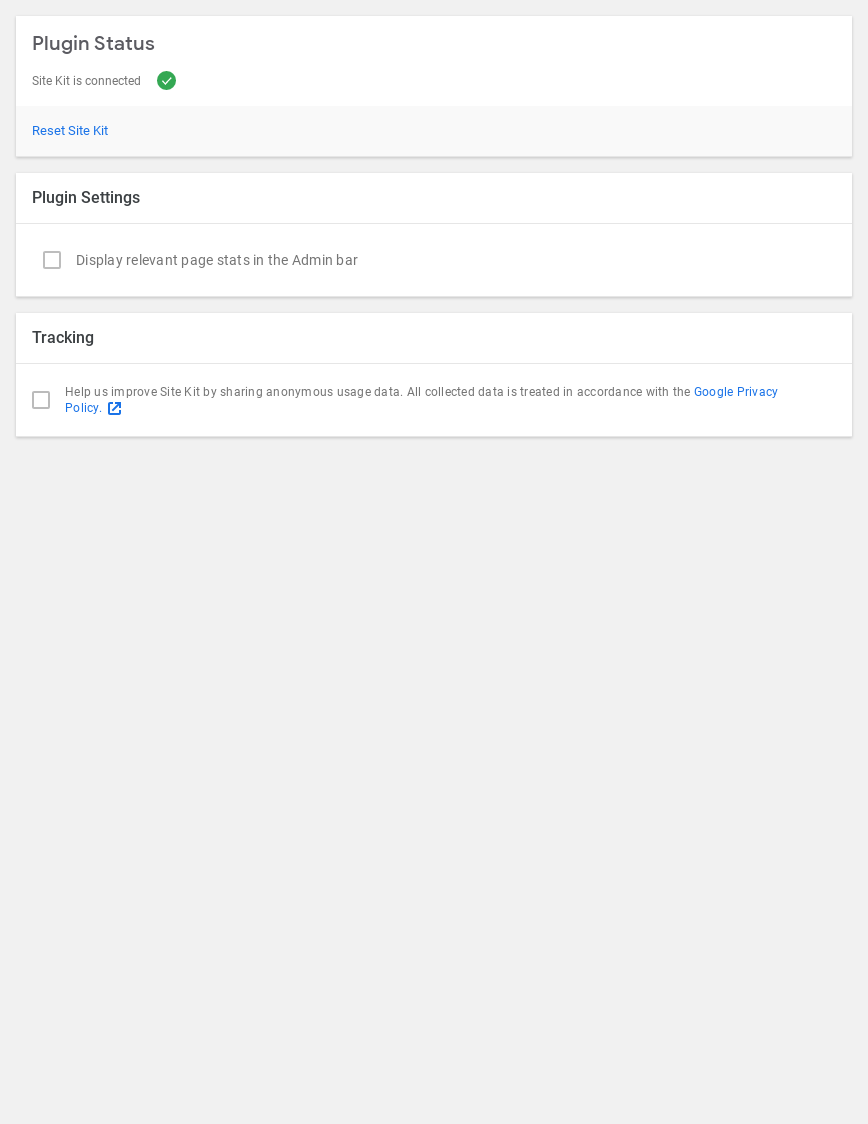 Plugin Status
Site Kit is connected
Reset Site Kit
Plugin Settings
Display relevant page stats in the Admin bar
Tracking
Help us improve Site Kit by sharing anonymous usage data. All collected data is treated in accordance with the Google Privacy
Policy.